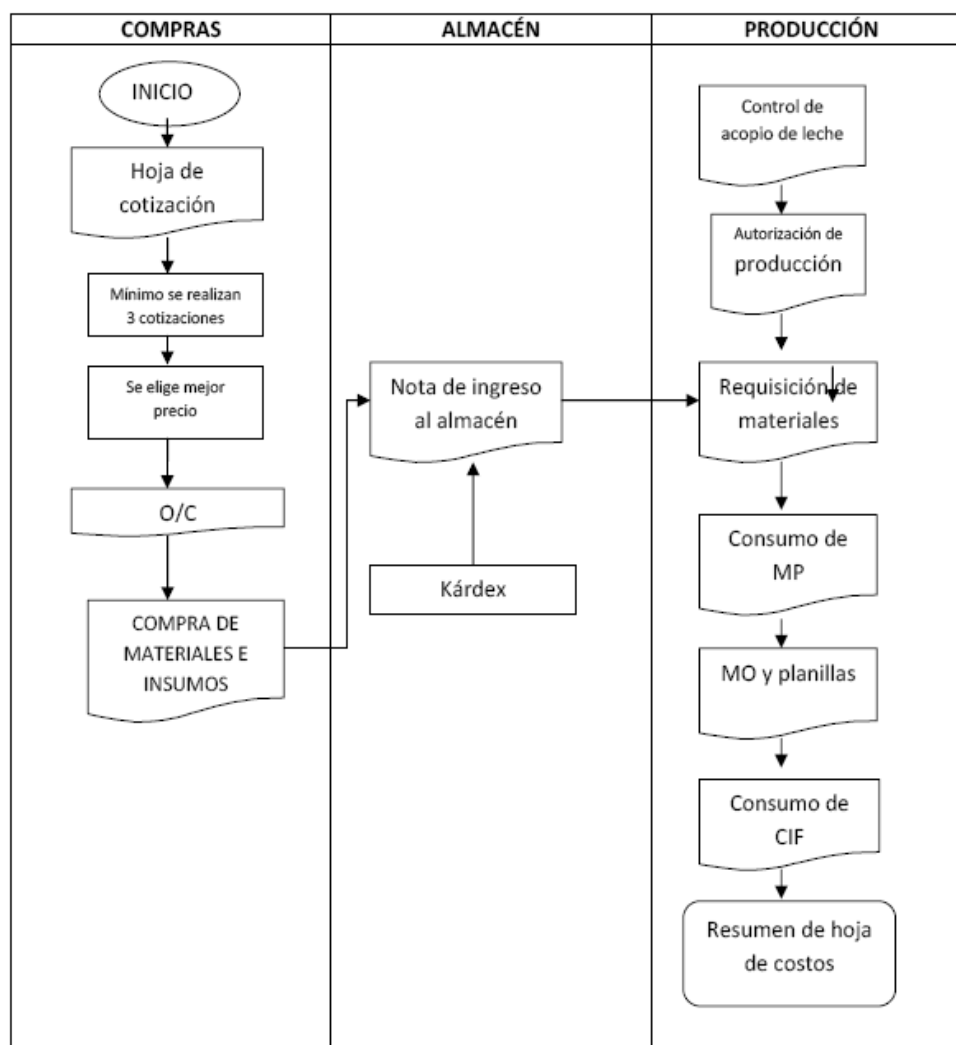 COMPRAS
ALMACÉN
PRODUCCIÓN
INICIO
Hoja de
cotización
Mínimo se realizan
3 cotizaciones
Se elige mejor
precio
O/C
COMPRA DE
MATERIALES E
INSUMOS
Nota de ingreso
al almacén
Kárdex
Control de
acopio de leche
Autorización de
producción
Requisición de
materiales
Consumo de
MP
MO y planillas
Consumo de
CIF
Resumen de hoja
de costos